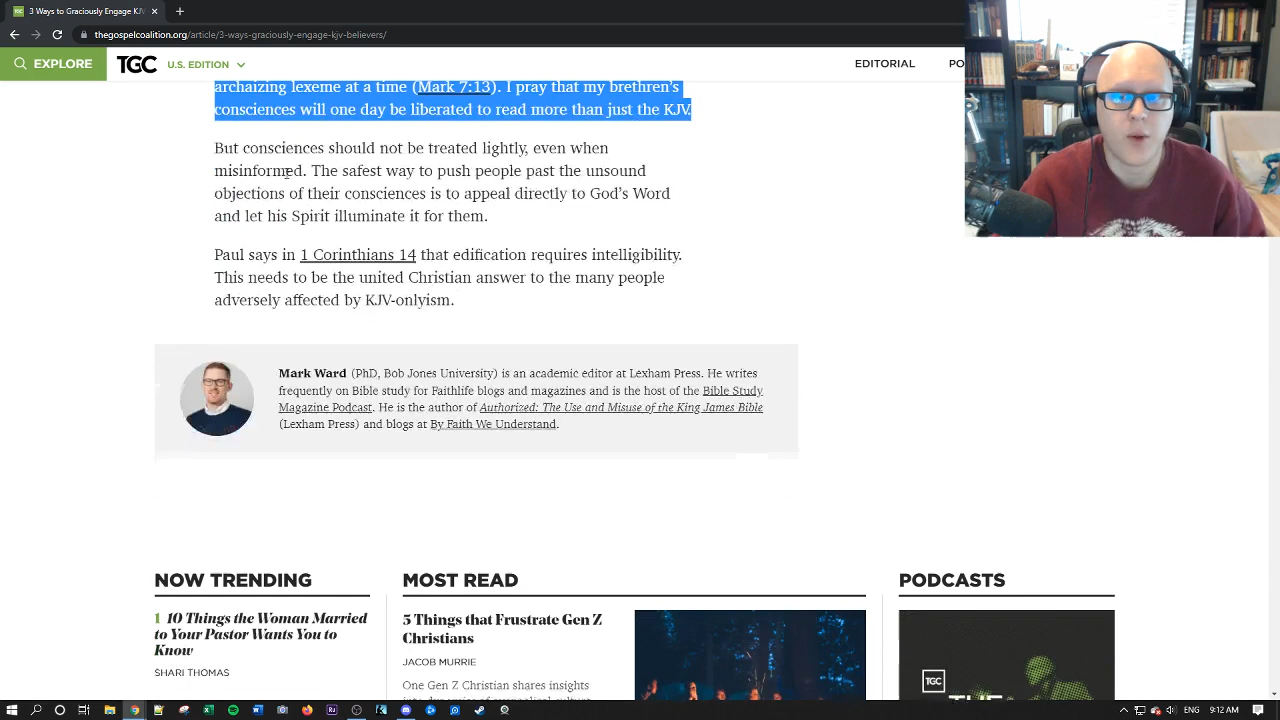 3 Ways to Graciously Engage KJV
thegospelcoalition.org/article/3-ways-graciously-engage-kjv-believers/
EXPLORE
TGC
U.S. EDITION
EDITORIAL
PO
archaizing lexeme at a time (Mark 7:13). I pray that my brethren's
consciences will one day be liberated to read more than just the KJV.
But consciences should not be treated lightly, even when
misinformed. The safest way to push people past the unsound
objections of their consciences is to appeal directly to God's Word
and let his Spirit illuminate it for them.
Paul says in 1 Corinthians 14 that edification requires intelligibility.
This needs to be the united Christian answer to the many people
adversely affected by KJV-onlyism.
Mark Ward (PhD, Bob Jones University) is an academic editor at Lexham Press. He writes
frequently on Bible study for Faithlife blogs and magazines and is the host of the Bible Study
Magazine Podcast. He is the author of Authorized: The Use and Misuse of the King James Bible
(Lexham Press) and blogs at By Faith We Understand.
NOW TRENDING
1 10 Things the Woman Married
to Your Pastor Wants You to
Know
SHARI THOMAS
MOST READ
5 Things that Frustrate Gen Z
Christians
JACOB MURRIE
One Gen Z Christian shares insights
PODCASTS
TGC
9:12 AM